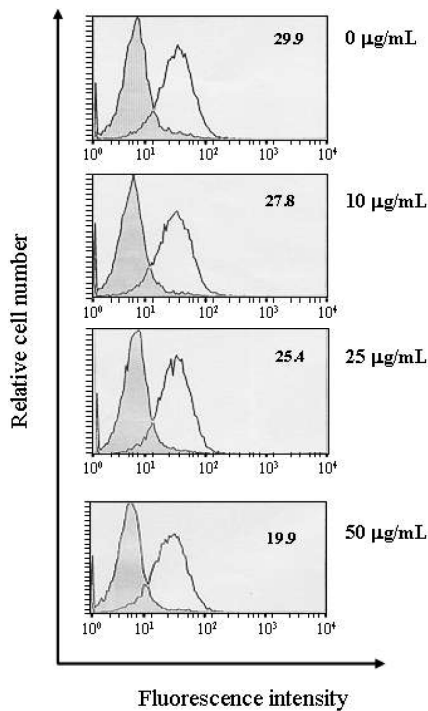 Relative cell number
29.9
0 μg/mL
10⁰ 10¹ 10² 10³ 10⁴
27.8
10 μg/mL
10⁰ 10¹ 10² 10³ 10⁴
25.4
25 μg/mL
10⁰ 10¹ 10² 10³ 10⁴
19.9
50 μg/mL
10⁰ 10¹ 10² 10³ 10⁴
Fluorescence intensity